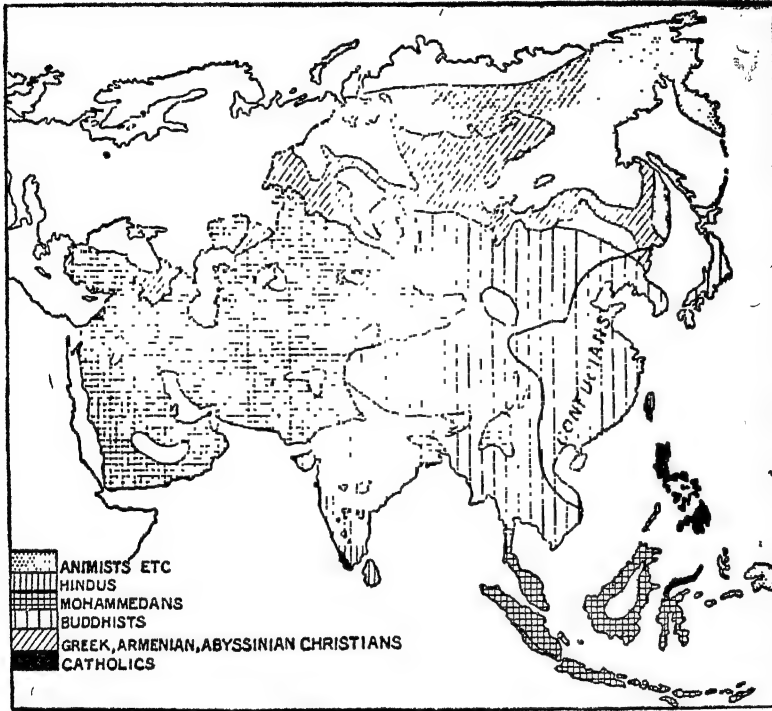 CONFUCIANS
ANIMISTS ETC
HINDUS
MOHAMMEDANS
BUDDHISTS
GREEK, ARMENIAN, ABYSSINIAN CHRISTIANS
CATHOLICS